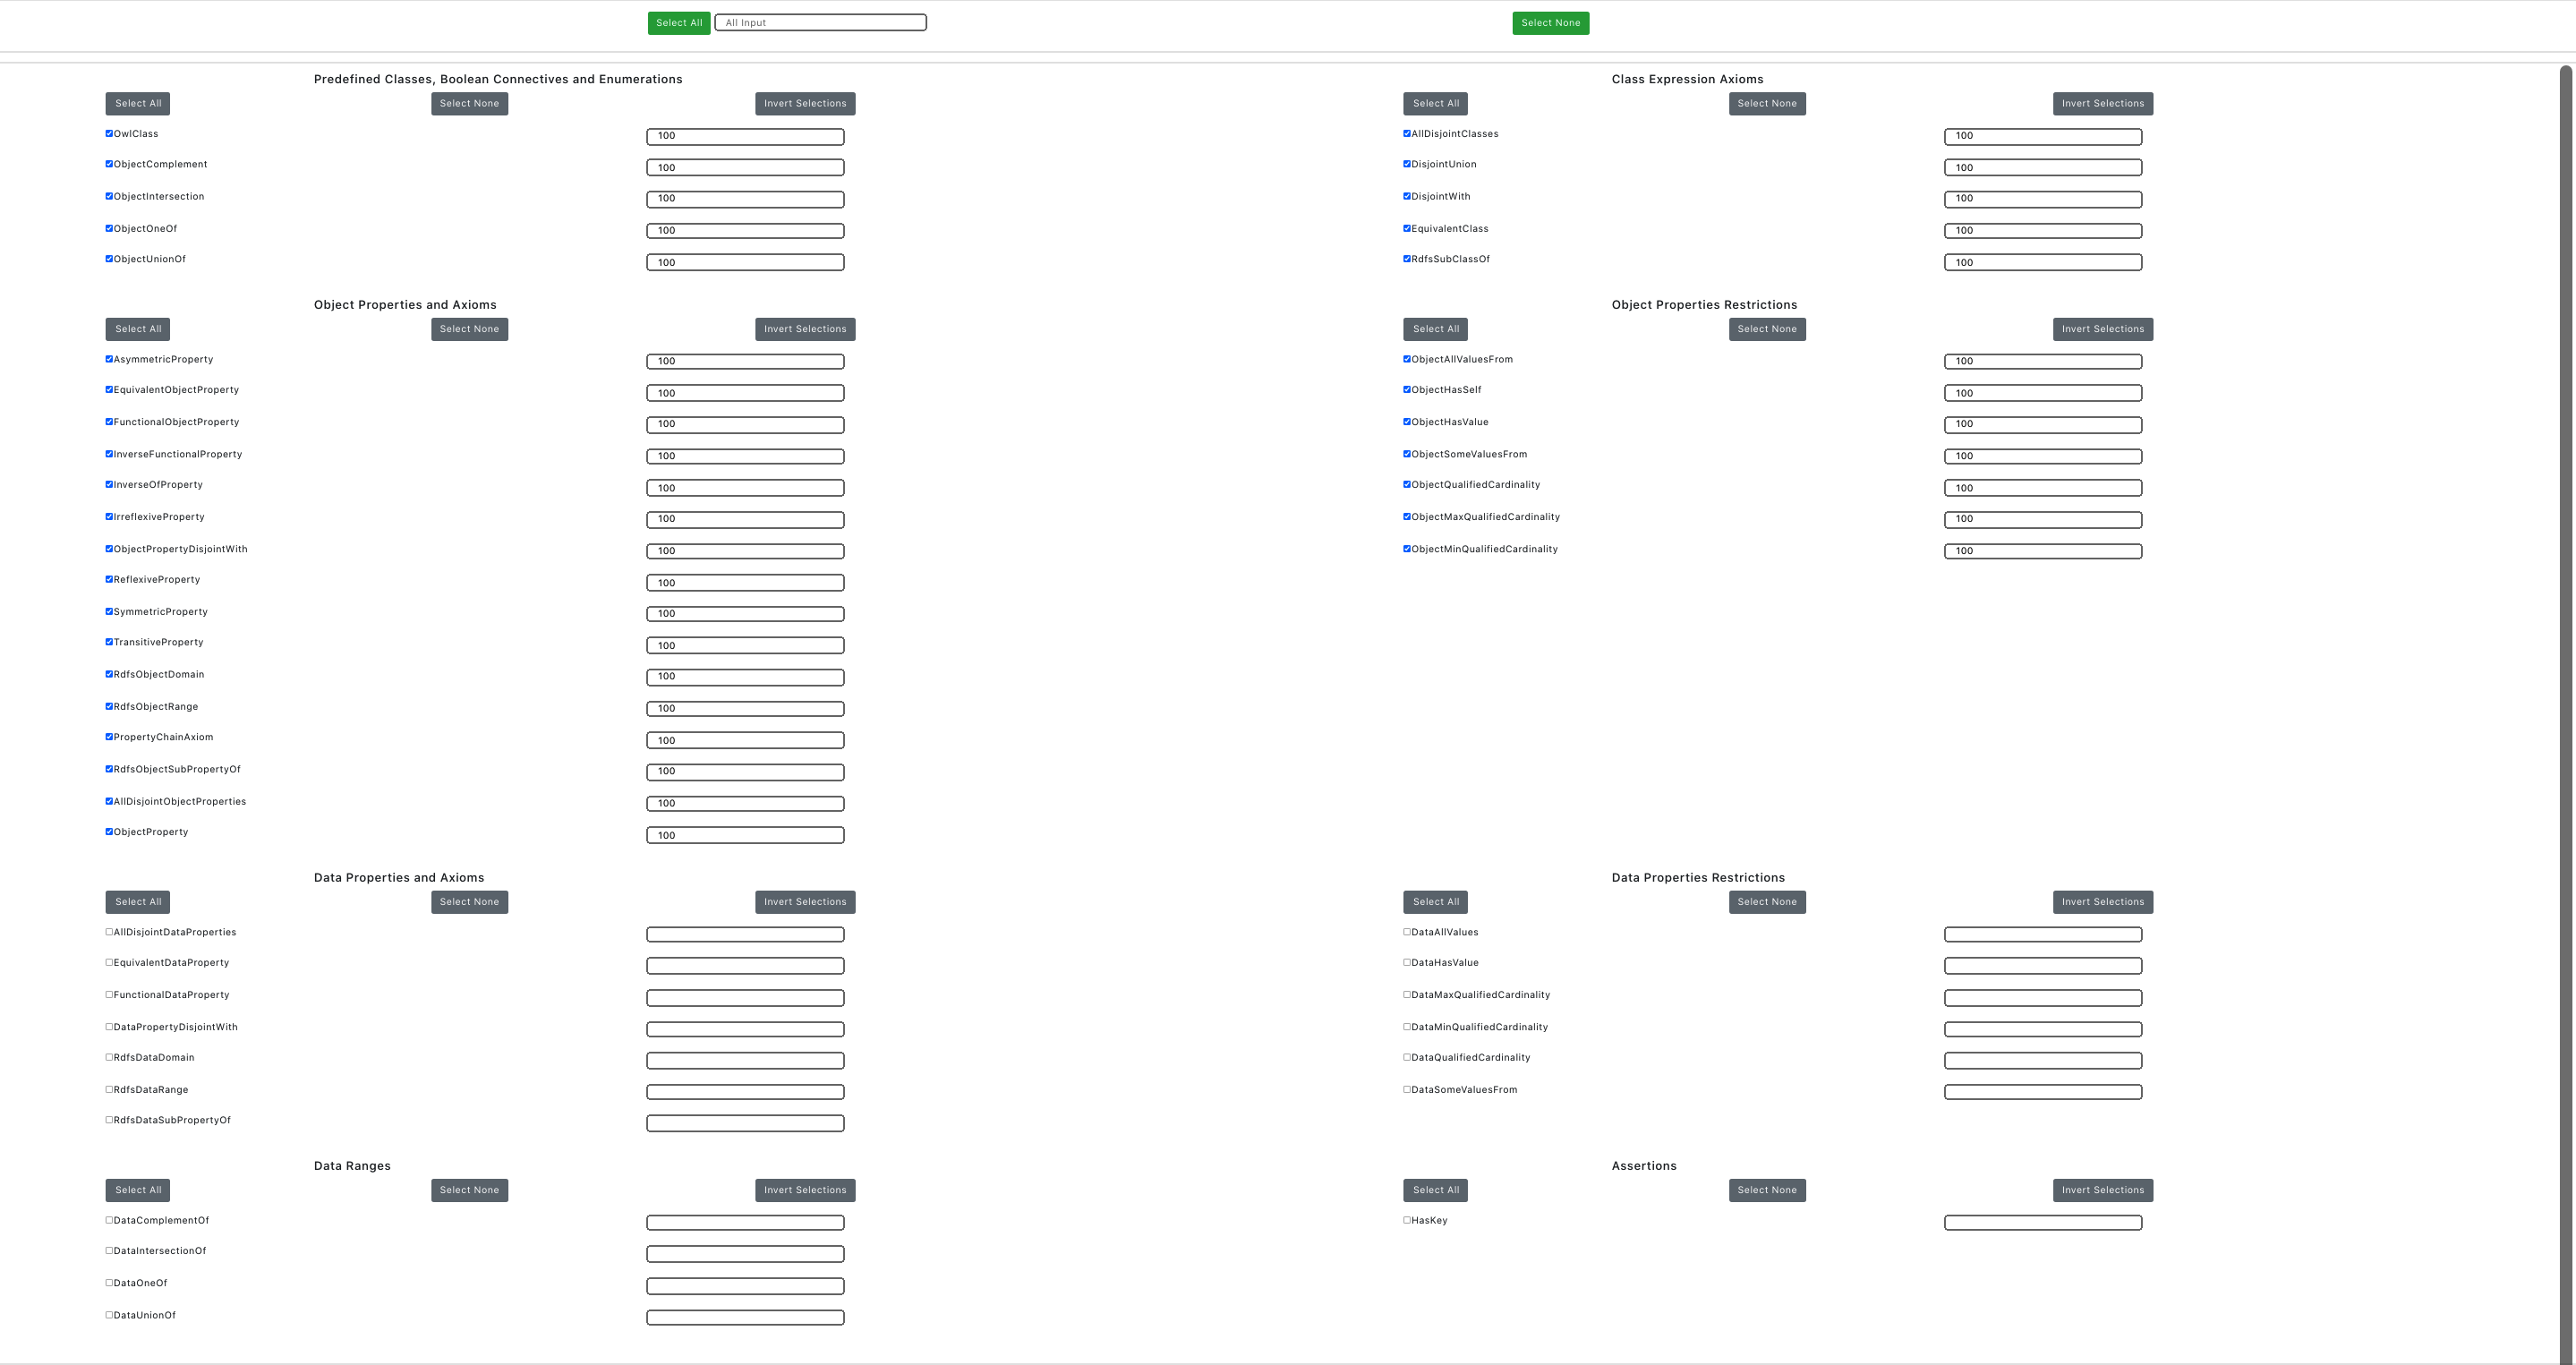 Select All All Input Select None
Predefined Classes, Boolean Connectives and Enumerations
Select All Select None Invert Selections
OwlClass 100
ObjectComplement 100
ObjectIntersection 100
ObjectOneOf 100
ObjectUnionOf 100
Class Expression Axioms
Select All Select None Invert Selections
AllDisjointClasses 100
DisjointUnion 100
DisjointWith 100
EquivalentClass 100
RdfsSubClassOf 100
Object Properties and Axioms
Select All Select None Invert Selections
AsymmetricProperty 100
EquivalentObjectProperty 100
FunctionalObjectProperty 100
InverseFunctionalProperty 100
InverseOfProperty 100
IrreflexiveProperty 100
ObjectPropertyDisjointWith 100
ReflexiveProperty 100
SymmetricProperty 100
TransitiveProperty 100
RdfsObjectDomain 100
RdfsObjectRange 100
PropertyChainAxiom 100
RdfsObjectSubPropertyOf 100
AllDisjointObjectProperties 100
ObjectProperty 100
Object Properties Restrictions
Select All Select None Invert Selections
ObjectAllValuesFrom 100
ObjectHasSelf 100
ObjectHasValue 100
ObjectSomeValuesFrom 100
ObjectQualifiedCardinality 100
ObjectMaxQualifiedCardinality 100
ObjectMinQualifiedCardinality 100
Data Properties and Axioms
Select All Select None Invert Selections
AllDisjointDataProperties
EquivalentDataProperty
FunctionalDataProperty
DataPropertyDisjointWith
RdfsDataDomain
RdfsDataRange
RdfsDataSubPropertyOf
Data Properties Restrictions
Select All Select None Invert Selections
DataAllValues
DataHasValue
DataMaxQualifiedCardinality
DataMinQualifiedCardinality
DataQualifiedCardinality
DataSomeValuesFrom
Data Ranges
Select All Select None Invert Selections
DataComplementOf
DataIntersectionOf
DataOneOf
DataUnionOf
Assertions
Select All Select None Invert Selections
HasKey